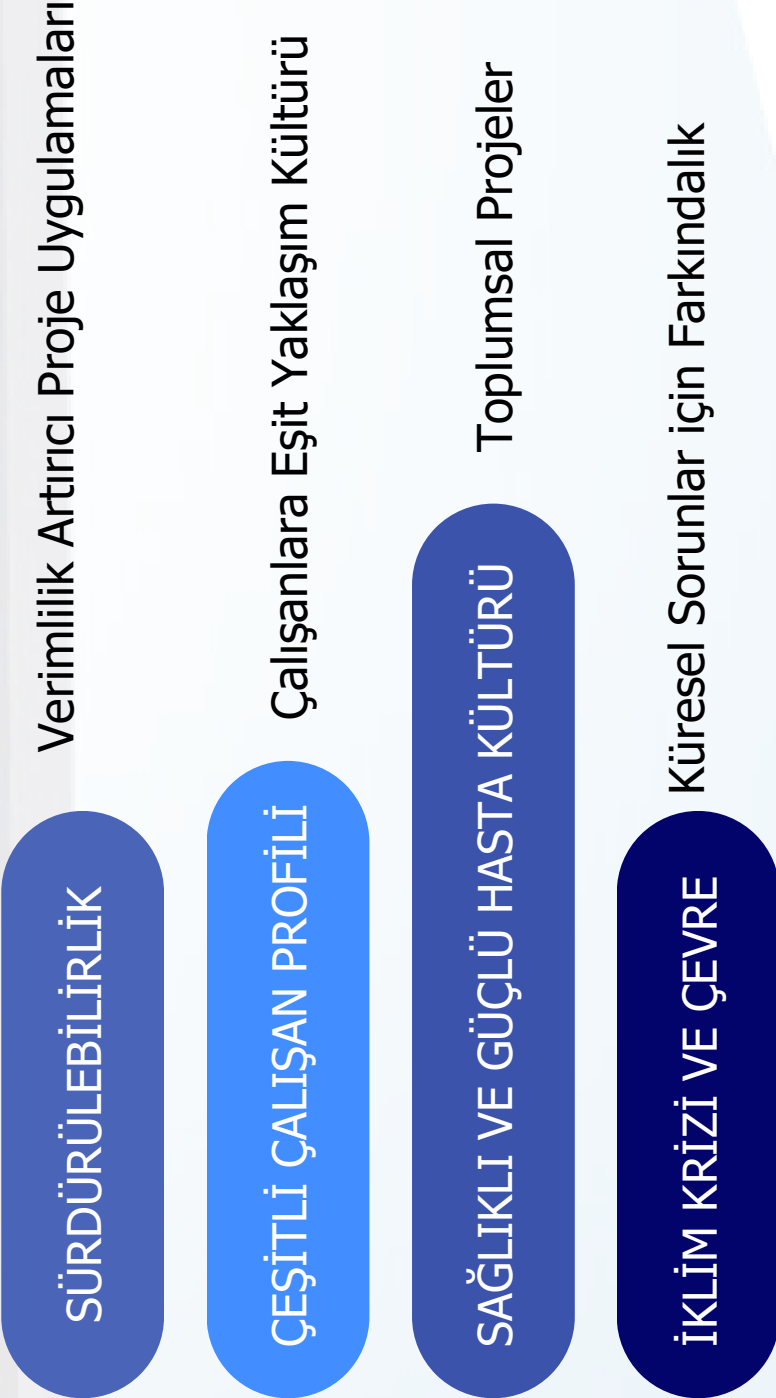 SÜRDÜRÜLEBİLİRLİK
Verimlilik Artırıcı Proje Uygulamaları
ÇEŞİTLİ ÇALIŞAN PROFİLİ
Çalışanlara Eşit Yaklaşım Kültürü
SAĞLIKLI VE GÜÇLÜ HASTA KÜLTÜRÜ
Toplumsal Projeler
İKLİM KRİZİ VE ÇEVRE
Küresel Sorunlar için Farkındalık